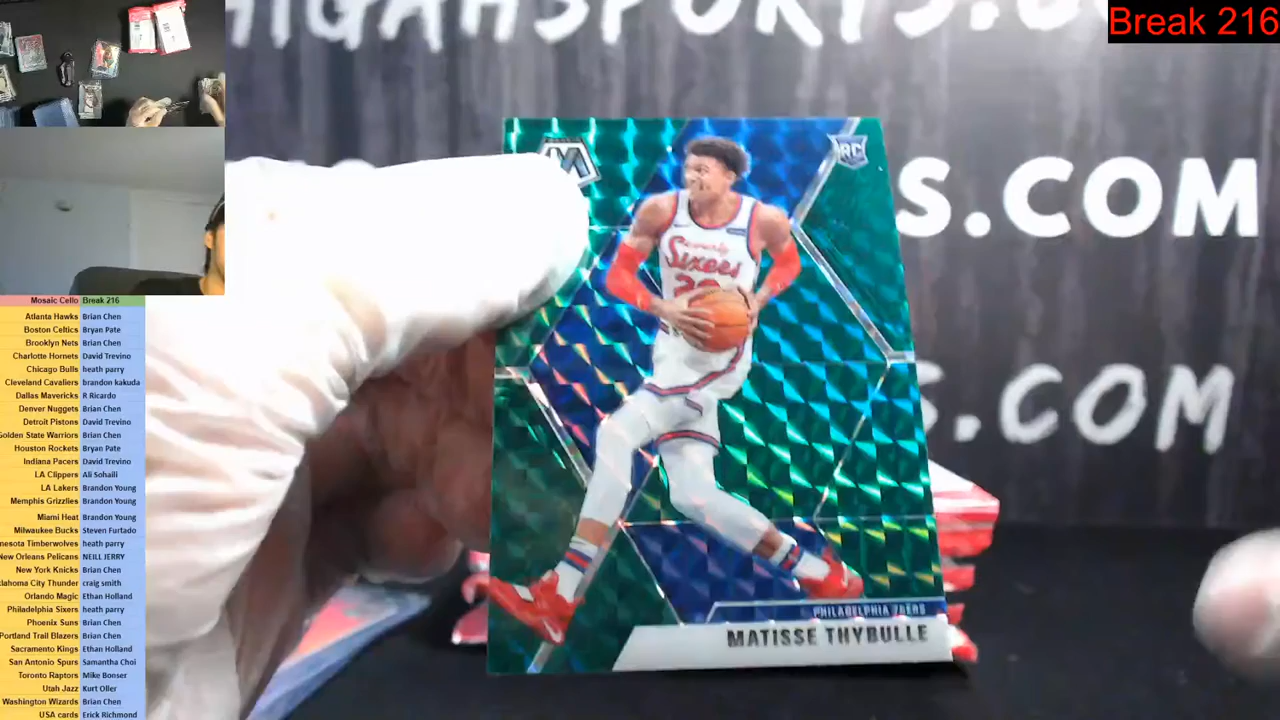 HIGAHSPORTS.CO
Break 216
S.COM
S.COM
RC
Sixers
PHILADELPHIA 76ERS
MATISSE THYBULLE
Mosaic Cello Break 216
Atlanta Hawks Brian Chen
Boston Celtics Bryan Pate
Brooklyn Nets Brian Chen
Charlotte Hornets David Trevino
Chicago Bulls heath parry
Cleveland Cavaliers brandon kakuda
Dallas Mavericks R Ricardo
Denver Nuggets Brian Chen
Detroit Pistons David Trevino
Golden State Warriors Brian Chen
Houston Rockets Bryan Pate
Indiana Pacers David Trevino
LA Clippers Ali Sohaili
LA Lakers Brandon Young
Memphis Grizzlies Brandon Young
Miami Heat Brandon Young
Milwaukee Bucks Steven Furtado
nesota Timberwolves heath parry
New Orleans Pelicans NEILL JERRY
New York Knicks Brian Chen
klahoma City Thunder craig smith
Orlando Magic Ethan Holland
Philadelphia Sixers heath parry
Phoenix Suns Brian Chen
Portland Trail Blazers Brian Chen
Sacramento Kings Ethan Holland
San Antonio Spurs Samantha Choi
Toronto Raptors Mike Bonser
Utah Jazz Kurt Oller
Washington Wizards Brian Chen
USA cards Erick Richmond